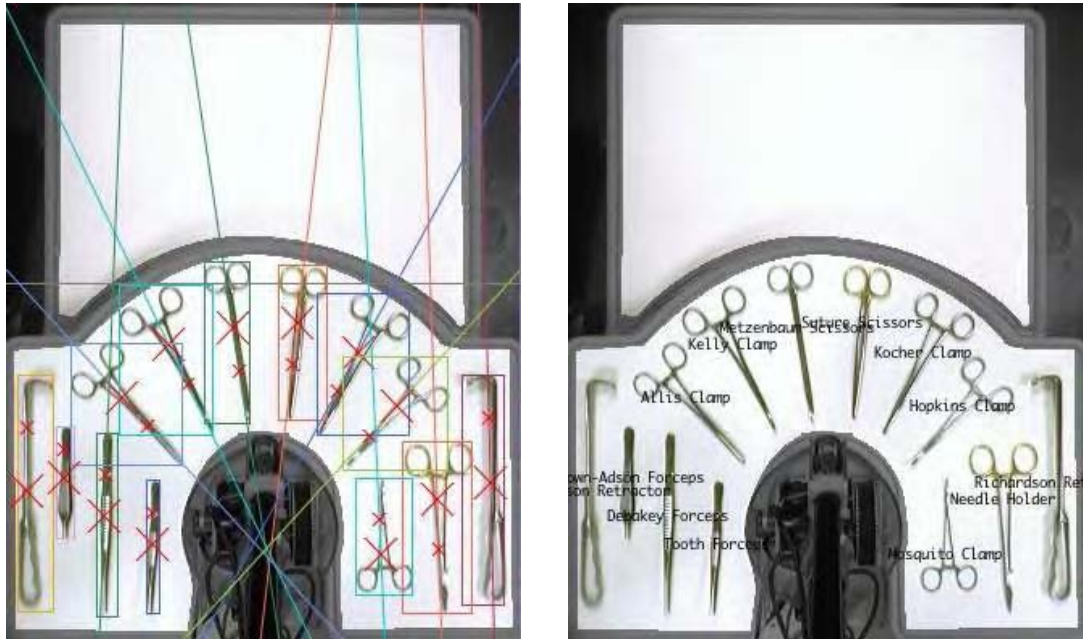 Suture Scissors
Metzenbaum Scissors
Kelly Clamp
Kocher Clamp
Allis Clamp
Hopkins Clamp
own-Adson Forceps
Richardson Ret
son Retractor
Needle Holder
Debakey Forceps
Tooth Forceps
Mosquito Clamp